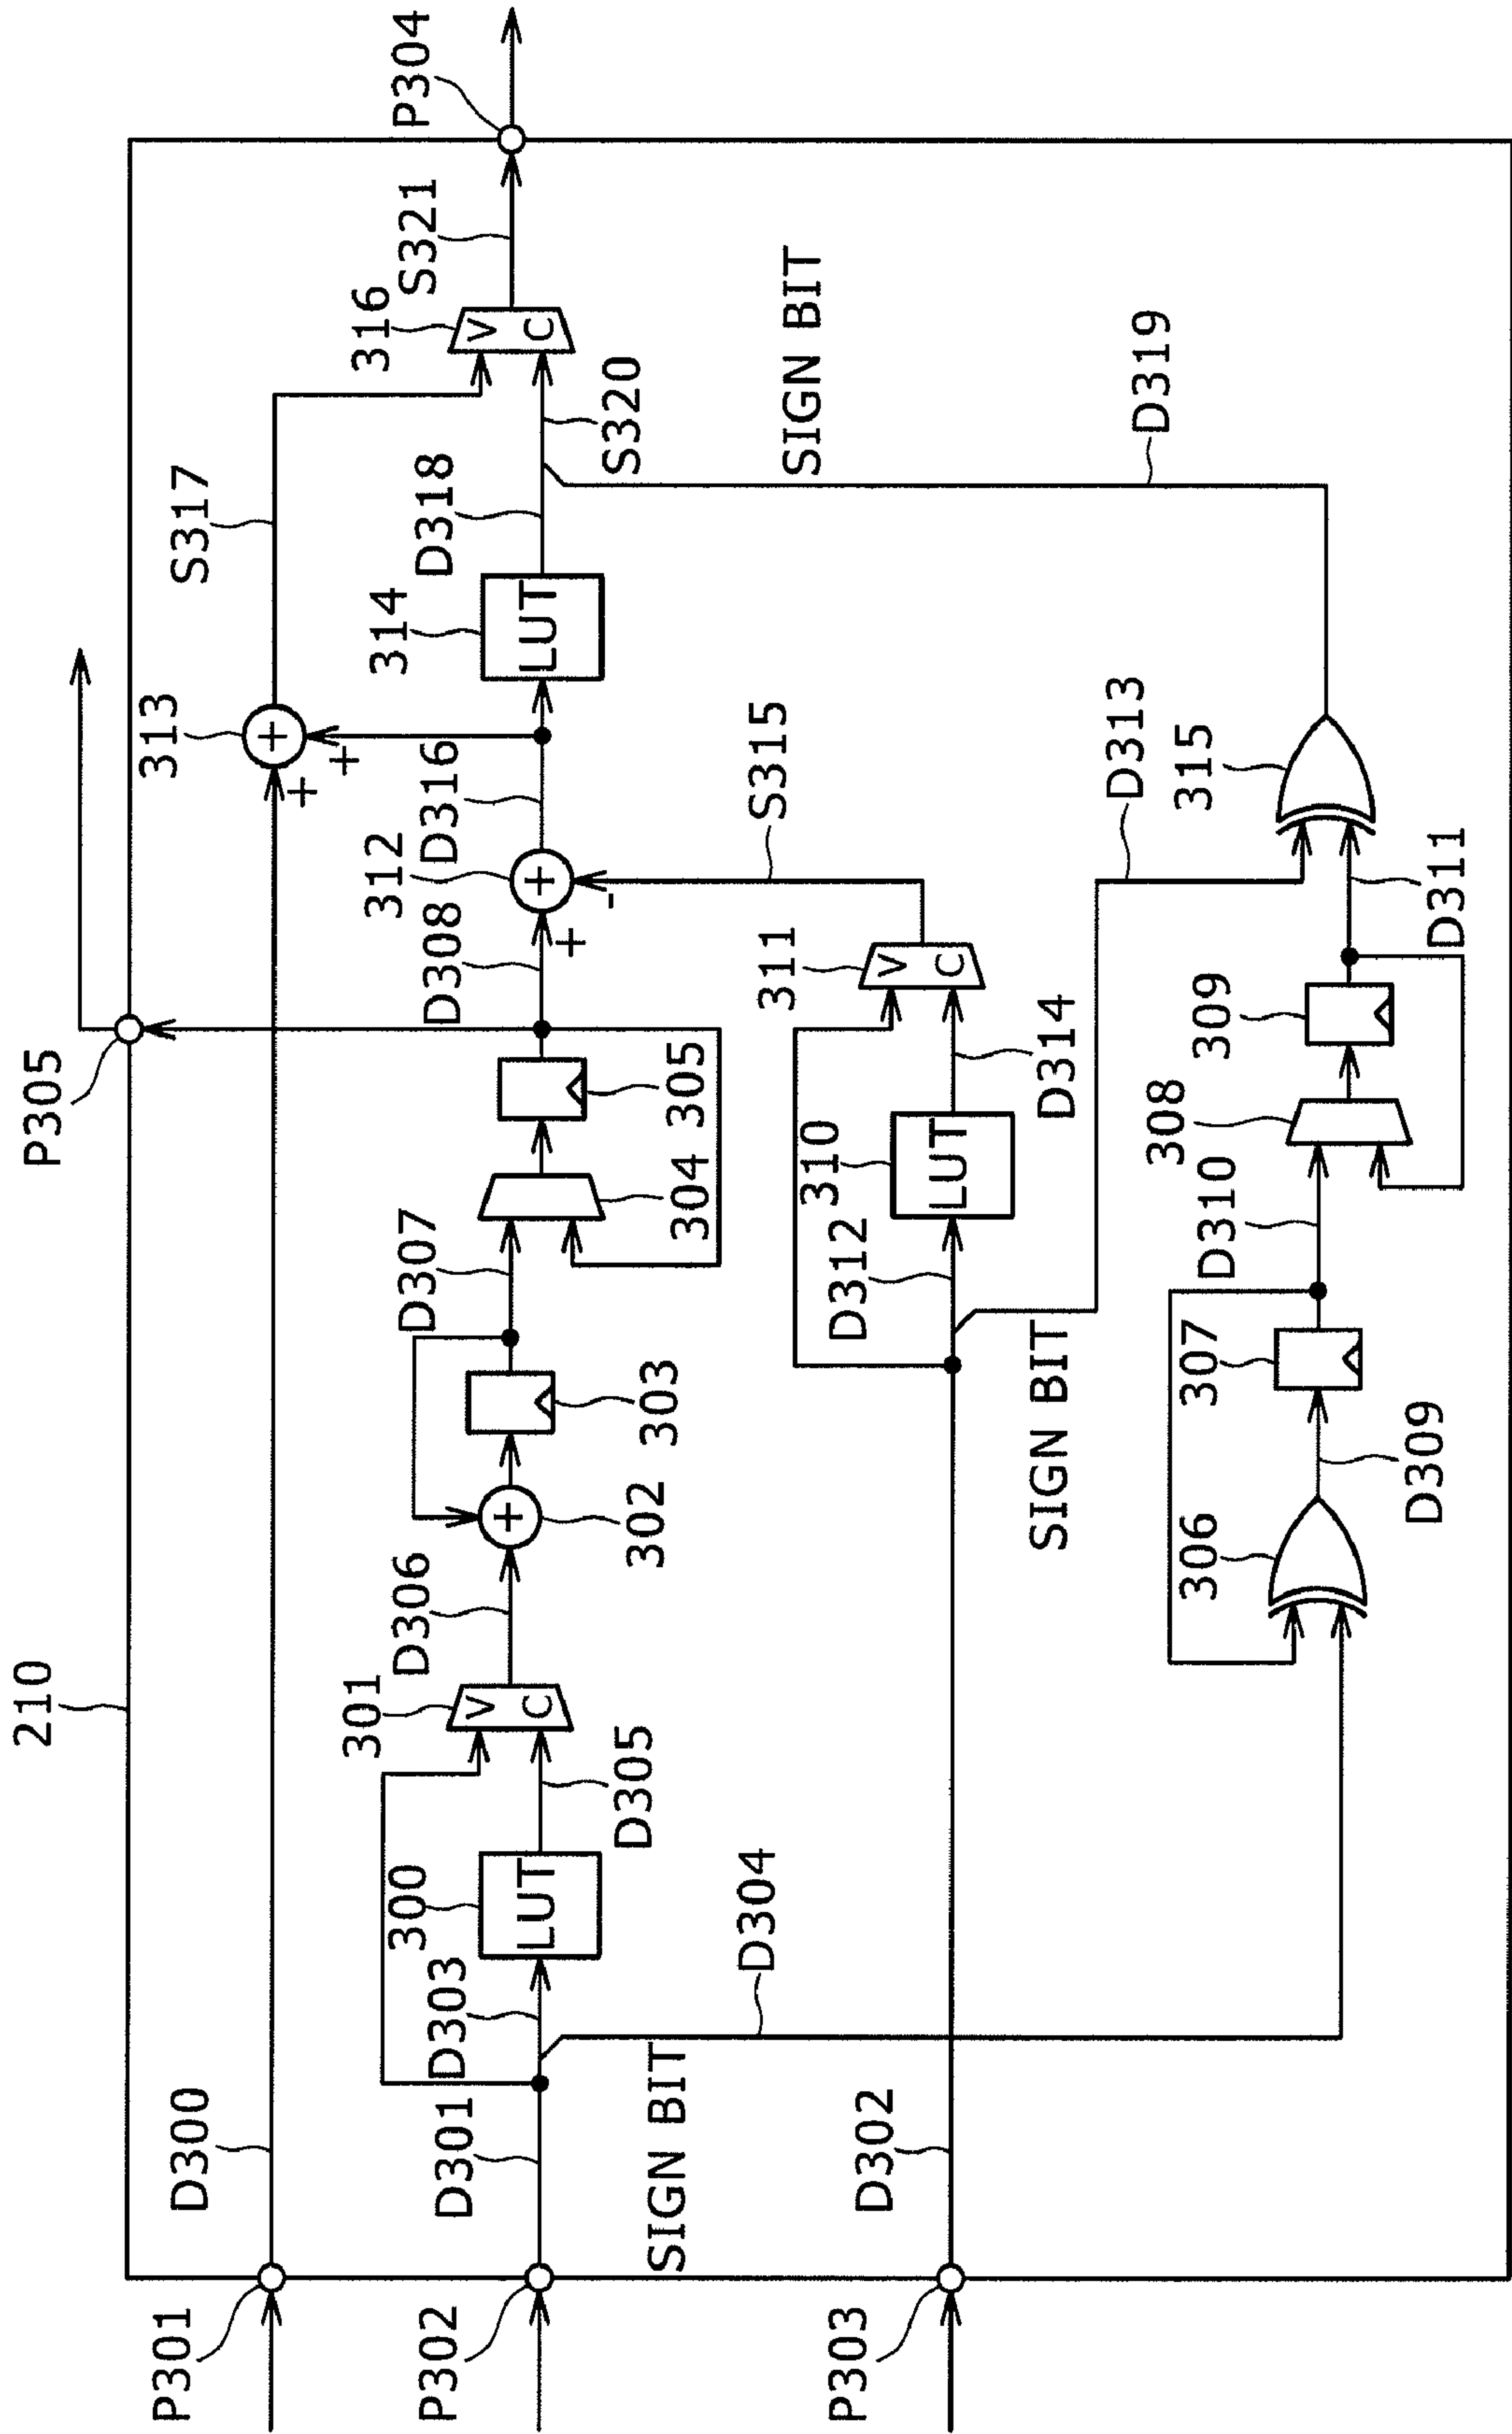 210
P305
P301
D300
313
S317
P304
P302
D301
SIGN BIT
D303
300
LUT
D305
301
V
C
D306
302
303
D307
304
305
D308
+
+
312
-
+
D316
+
+
+
314
LUT
D318
S320
316
V
C
S321
D304
P303
D302
SIGN BIT
D312
310
LUT
D314
311
V
C
S315
D313
SIGN BIT
D319
306
D309
307
D310
308
309
D311
315
+